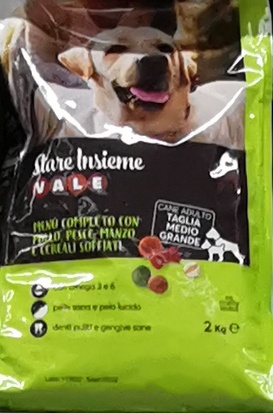 Stare Insieme
VALE
MENÙ COMPLETO CON
POLLO, PESCE, MANZO
E CEREALI SOFFIATI
CANE ADULTO
TAGLIA
MEDIO
GRANDE
omega 3 e 6
pelle sana e pelo lucido
denti puliti e gengive sane
2 Kg e